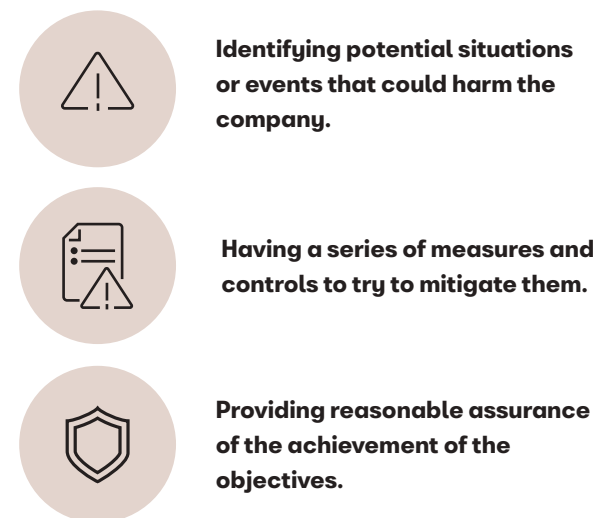 Identifying potential situations
or events that could harm the
company.
Having a series of measures and
controls to try to mitigate them.
Providing reasonable assurance
of the achievement of the
objectives.